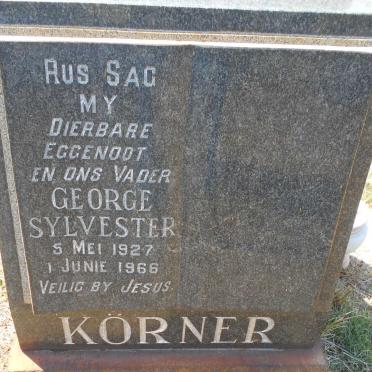 RUS SAG
MY
DIERBARE
EGGENOOT
EN ONS VADER
GEORGE
SYLVESTER
5 MEI 1927
1 JUNIE 1966
VEILIG BY JESUS
KÖRNER